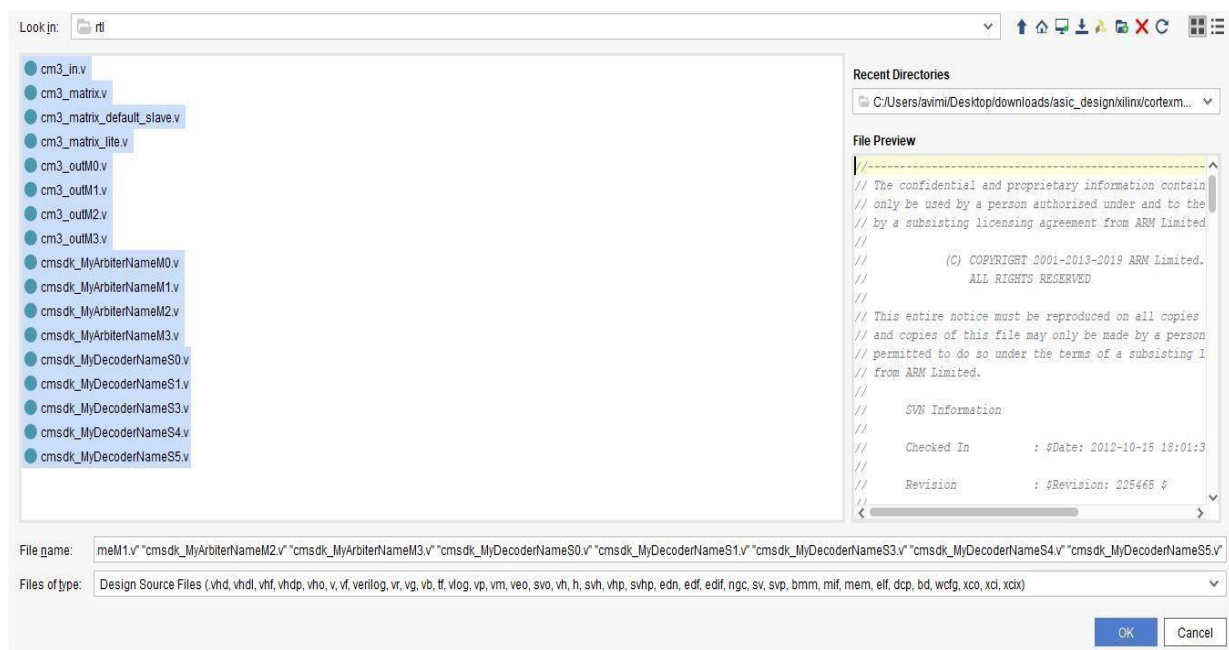 Look in: rtl
cm3_in.v
cm3_matrix.v
cm3_matrix_default_slave.v
cm3_matrix_lite.v
cm3_outM0.v
cm3_outM1.v
cm3_outM2.v
cm3_outM3.v
cmsdk_MyArbiterNameM0.v
cmsdk_MyArbiterNameM1.v
cmsdk_MyArbiterNameM2.v
cmsdk_MyArbiterNameM3.v
cmsdk_MyDecoderNameS0.v
cmsdk_MyDecoderNameS1.v
cmsdk_MyDecoderNameS3.v
cmsdk_MyDecoderNameS4.v
cmsdk_MyDecoderNameS5.v
Recent Directories
C:/Users/avimi/Desktop/downloads/asic_design/xilinx/cortexm...
File Preview
//-----------------------------------------------------
// The confidential and proprietary information contain
// only be used by a person authorised under and to the
// by a subsisting licensing agreement from ARM Limited
//
// (C) COPYRIGHT 2001-2013-2019 ARM Limited.
// ALL RIGHTS RESERVED
//
// This entire notice must be reproduced on all copies
// and copies of this file may only be made by a person
// permitted to do so under the terms of a subsisting l
// from ARM Limited.
//
// SVN Information
//
// Checked In : $Date: 2012-10-15 18:01:3
//
// Revision : $Revision: 225465 $
//
File name: .meM1.v" "cmsdk_MyArbiterNameM2.v" "cmsdk_MyArbiterNameM3.v" "cmsdk_MyDecoderNameS0.v" "cmsdk_MyDecoderNameS1.v" "cmsdk_MyDecoderNameS3.v" "cmsdk_MyDecoderNameS4.v" "cmsdk_MyDecoderNameS5.v"
Files of type: Design Source Files (.vhd, vhdl, vhf, vhdp, vho, v, vf, verilog, vr, vg, vb, tf, vlog, vp, vm, veo, svo, vh, h, svh, vhp, svhp, edn, edf, edif, ngc, sv, svp, bmm, mif, mem, elf, dcp, bd, wcfg, xco, xci, xcix)
OK Cancel